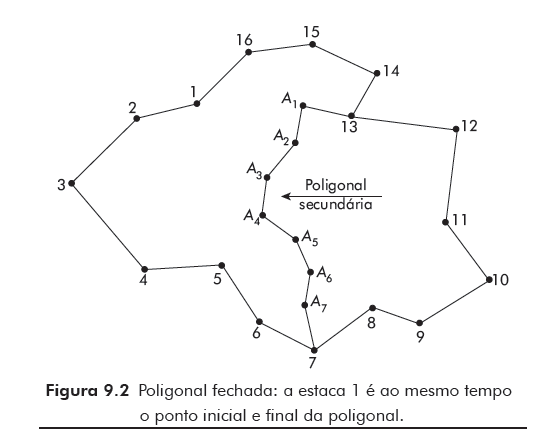 15
16
14
1
A1
2
13
12
A2
A3
Poligonal
secundária
3
A4
11
A5
4
5
A6
10
A7
6
8
9
7
Figura 9.2 Poligonal fechada: a estaca 1 é ao mesmo tempo
o ponto inicial e final da poligonal.